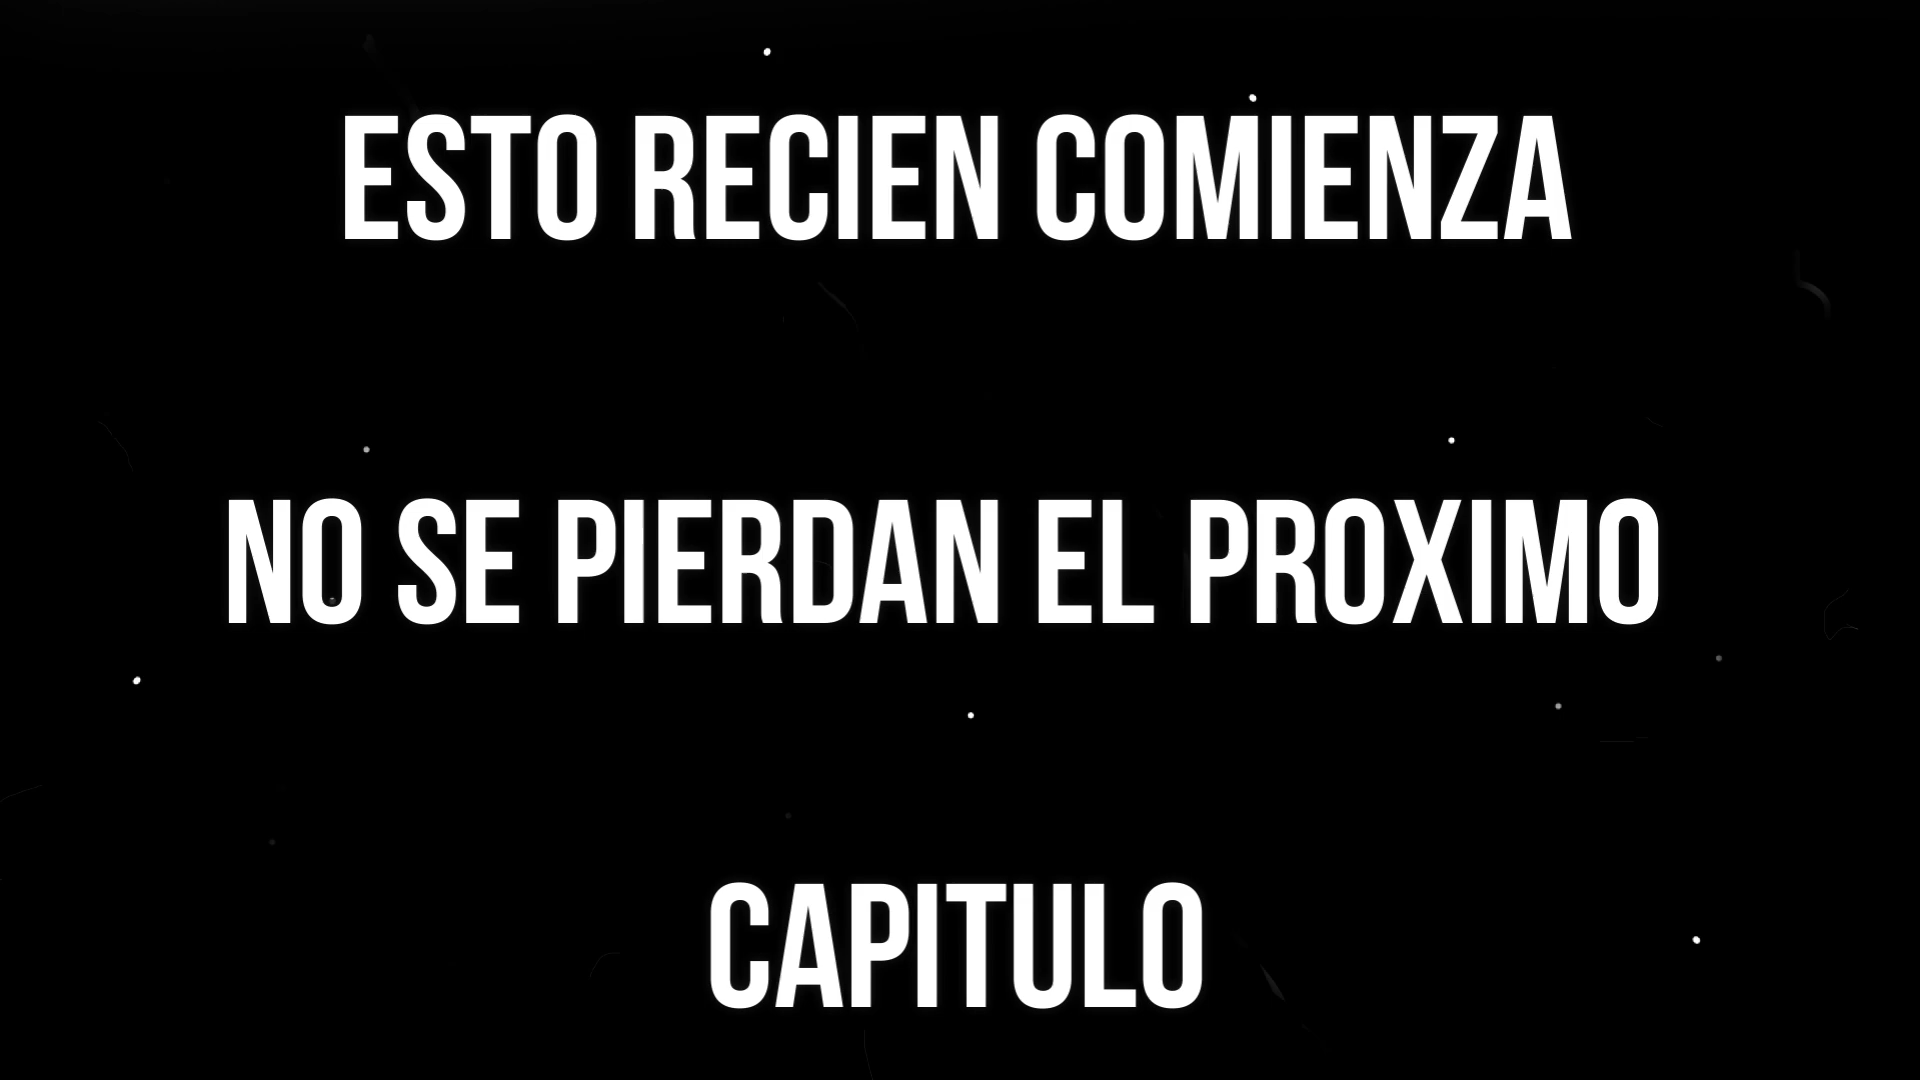 ESTO RECIEN COMIENZA
NO SE PIERDAN EL PROXIMO
CAPITULO